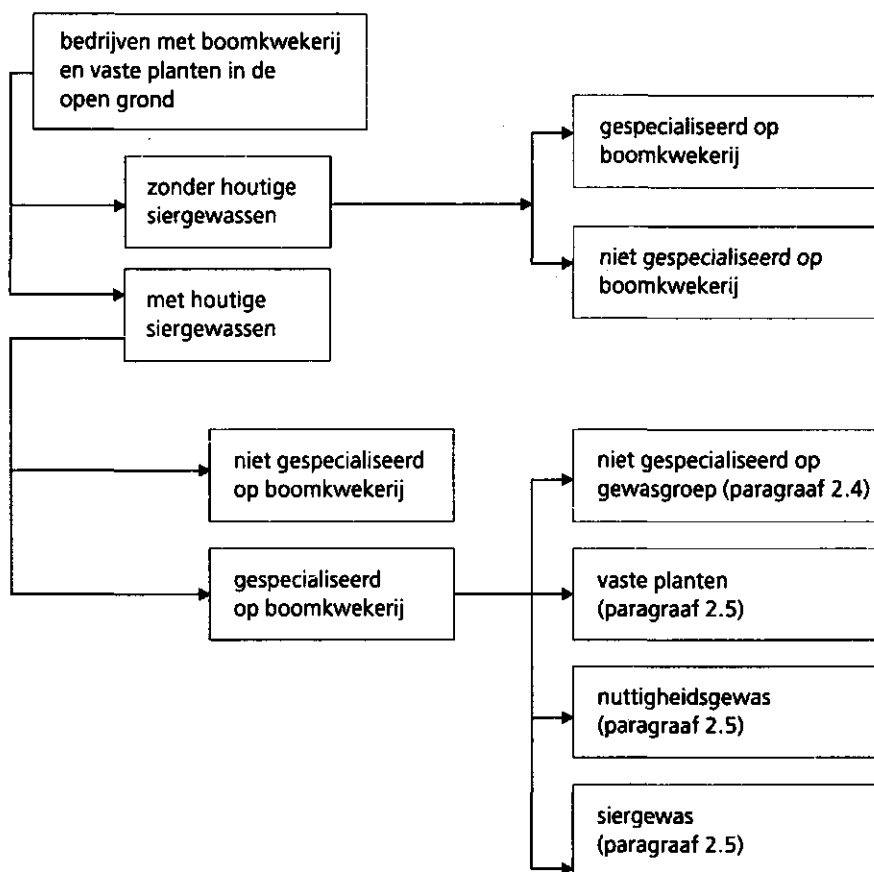 bedrijven met boomkwekerij
en vaste planten in de
open grond
gespecialiseerd op
boomkwekerij
zonder houtige
siergewassen
niet gespecialiseerd op
boomkwekerij
met houtige
siergewassen
niet gespecialiseerd
op boomkwekerij
niet gespecialiseerd op
gewasgroep (paragraaf 2.4)
gespecialiseerd
op boomkwekerij
vaste planten
(paragraaf 2.5)
nuttigheidsgewas
(paragraaf 2.5)
siergewas
(paragraaf 2.5)